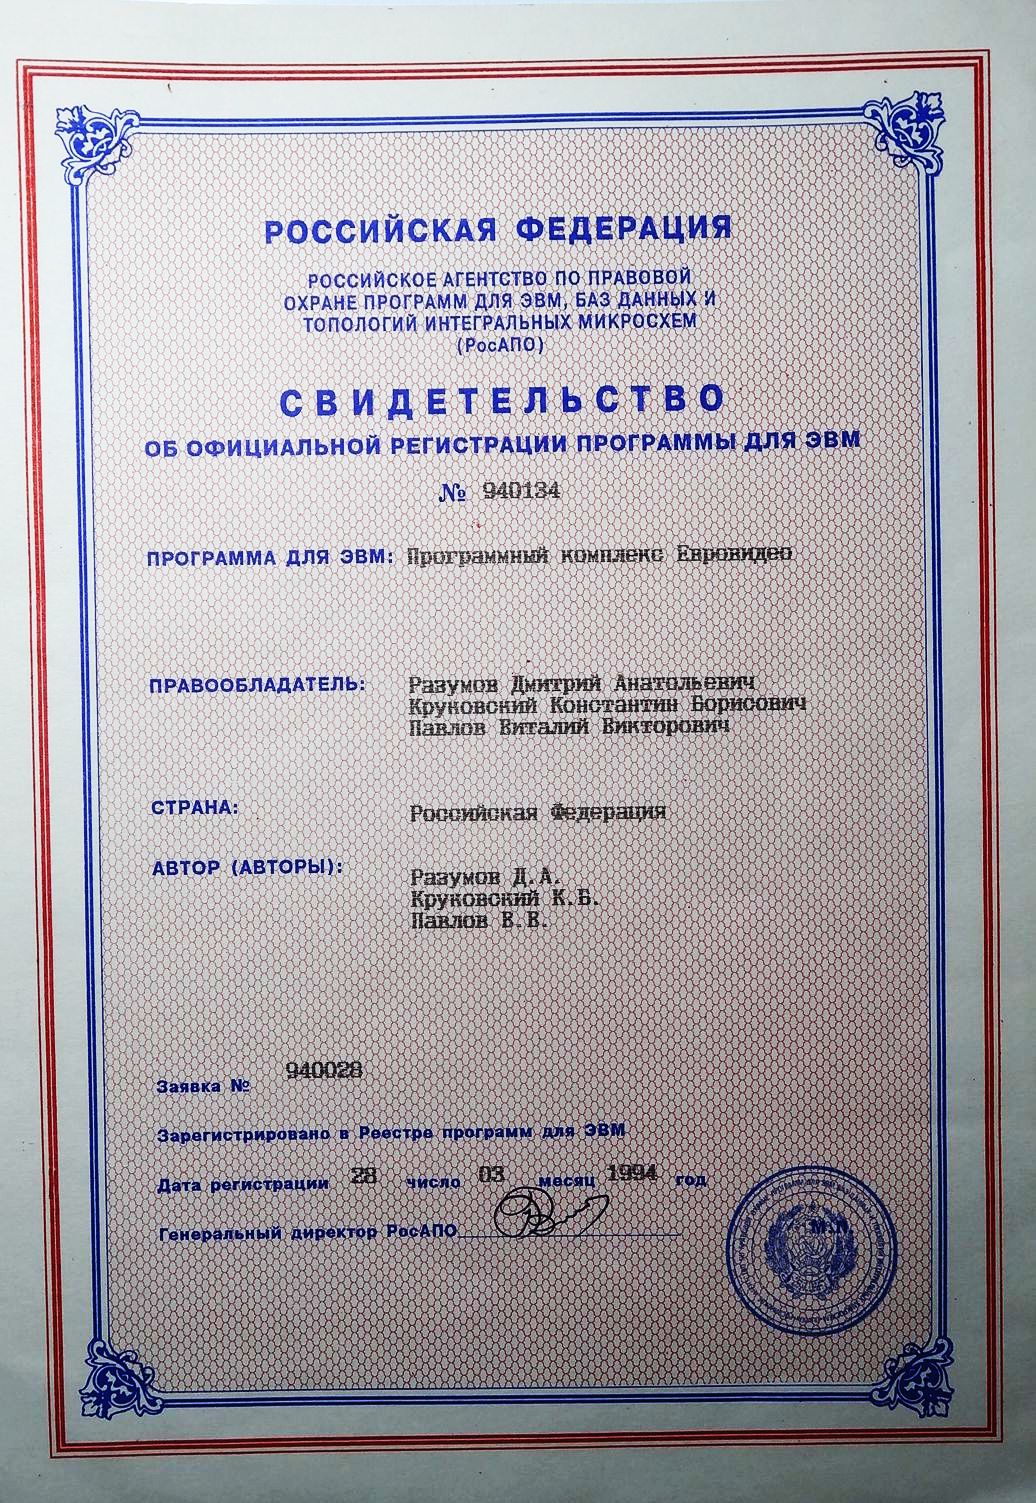 РОССИЙСКАЯ ФЕДЕРАЦИЯ
РОССИЙСКОЕ АГЕНТСТВО ПО ПРАВОВОЙ
ОХРАНЕ ПРОГРАММ ДЛЯ ЭВМ, БАЗ ДАННЫХ И
ТОПОЛОГИЙ ИНТЕГРАЛЬНЫХ МИКРОСХЕМ
(РосАПО)
СВИДЕТЕЛЬСТВО
ОБ ОФИЦИАЛЬНОЙ РЕГИСТРАЦИИ ПРОГРАММЫ ДЛЯ ЭВМ
№ 940134
ПРОГРАММА ДЛЯ ЭВМ: Программный комплекс Евровидео
ПРАВООБЛАДАТЕЛЬ: Разумов Дмитрий Анатольевич
Круковский Константин Борисович
Павлов Виталий Викторович
СТРАНА: Российская Федерация
АВТОР (АВТОРЫ): Разумов Д.А.
Круковский К.Б.
Павлов В.В.
Заявка № 940028
Зарегистрировано в Реестре программ для ЭВМ
Дата регистрации 28 число 03 месяц 1994 год
Генеральный директор РосАПО
М.П.